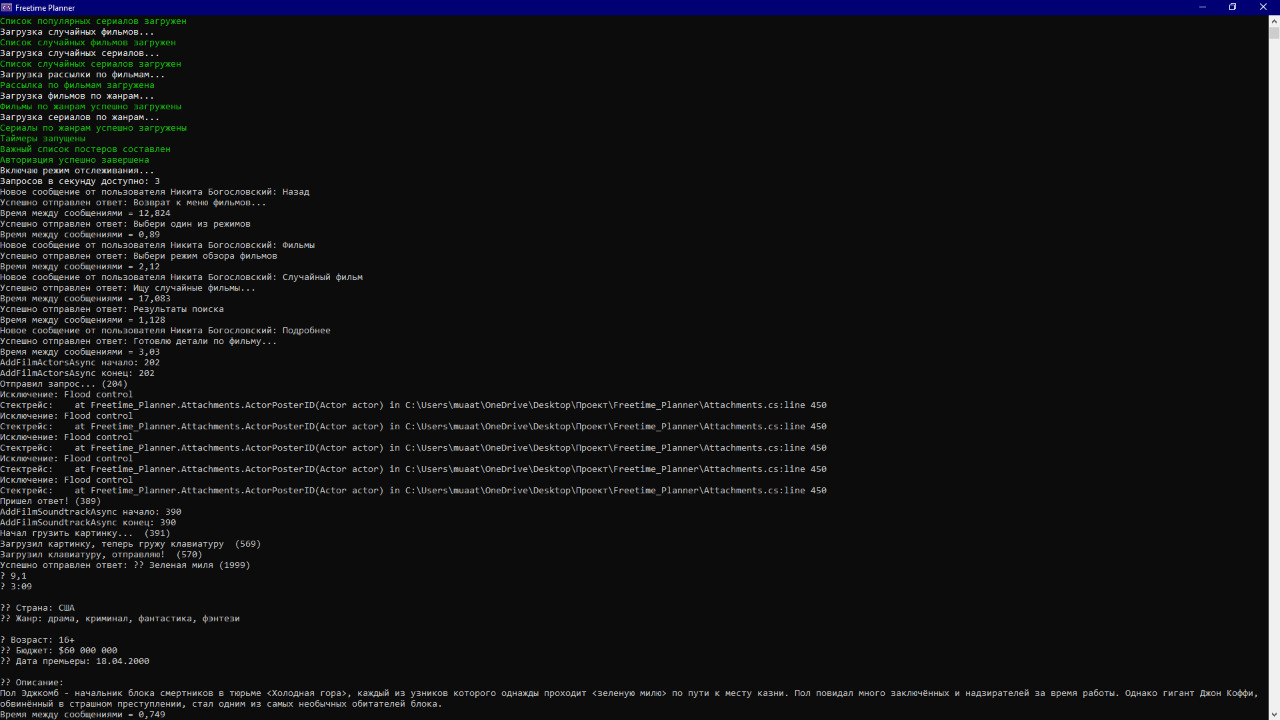 Freetime Planner
Список популярных сериалов загружен
Загрузка случайных фильмов...
Список случайных фильмов загружен
Загрузка случайных сериалов...
Список случайных сериалов загружен
Загрузка рассылки по фильмам...
Рассылка по фильмам загружена
Загрузка фильмов по жанрам...
Фильмы по жанрам успешно загружены
Загрузка сериалов по жанрам...
Сериалы по жанрам успешно загружены
Таймеры запущены
Важный список постеров составлен
Авторизция успешно завершена
Включаю режим отслеживания...
Запросов в секунду доступно: 3
Новое сообщение от пользователя Никита Богословский: Назад
Успешно отправлен ответ: Возврат к меню фильмов...
Время между сообщениями = 12,824
Успешно отправлен ответ: Выбери один из режимов
Время между сообщениями = 0,89
Новое сообщение от пользователя Никита Богословский: Фильмы
Успешно отправлен ответ: Выбери режим обзора фильмов
Время между сообщениями = 2,12
Новое сообщение от пользователя Никита Богословский: Случайный фильм
Успешно отправлен ответ: Ищу случайные фильмы...
Время между сообщениями = 17,083
Успешно отправлен ответ: Результаты поиска
Время между сообщениями = 1,128
Новое сообщение от пользователя Никита Богословский: Подробнее
Успешно отправлен ответ: Готовлю детали по фильму...
Время между сообщениями = 3,03
AddFilmActorsAsync начало: 202
AddFilmActorsAsync конец: 202
Отправил запрос... (204)
Исключение: Flood control
Стектрейс:    at Freetime_Planner.Attachments.ActorPosterID(Actor actor) in C:\Users\muaat\OneDrive\Desktop\Проект\Freetime_Planner\Attachments.cs:line 450
Исключение: Flood control
Стектрейс:    at Freetime_Planner.Attachments.ActorPosterID(Actor actor) in C:\Users\muaat\OneDrive\Desktop\Проект\Freetime_Planner\Attachments.cs:line 450
Исключение: Flood control
Стектрейс:    at Freetime_Planner.Attachments.ActorPosterID(Actor actor) in C:\Users\muaat\OneDrive\Desktop\Проект\Freetime_Planner\Attachments.cs:line 450
Исключение: Flood control
Стектрейс:    at Freetime_Planner.Attachments.ActorPosterID(Actor actor) in C:\Users\muaat\OneDrive\Desktop\Проект\Freetime_Planner\Attachments.cs:line 450
Исключение: Flood control
Стектрейс:    at Freetime_Planner.Attachments.ActorPosterID(Actor actor) in C:\Users\muaat\OneDrive\Desktop\Проект\Freetime_Planner\Attachments.cs:line 450
Пришел ответ! (389)
AddFilmSoundtrackAsync начало: 390
AddFilmSoundtrackAsync конец: 390
Начал грузить картинку...  (391)
Загрузил картинку, теперь гружу клавиатуру  (569)
Загрузил клавиатуру, отправляю!  (570)
Успешно отправлен ответ: ?? Зеленая миля (1999)
? 9,1
? 3:09
?? Страна: США
?? Жанр: драма, криминал, фантастика, фэнтези
? Возраст: 16+
?? Бюджет: $60 000 000
?? Дата премьеры: 18.04.2000
?? Описание:
Пол Эджкомб - начальник блока смертников в тюрьме <Холодная гора>, каждый из узников которого однажды проходит <зеленую милю> по пути к месту казни. Пол повидал много заключённых и надзирателей за время работы. Однако гигант Джон Коффи,
обвинённый в страшном преступлении, стал одним из самых необычных обитателей блока.
Время между сообщениями = 0,749